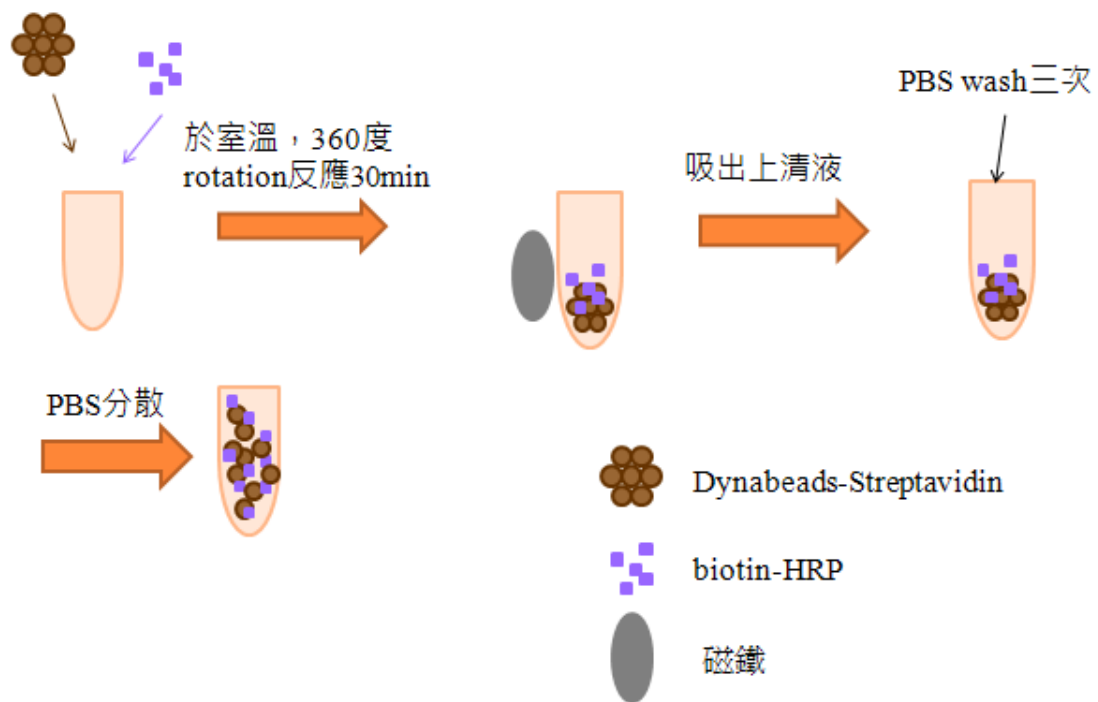 於室溫，360度
rotation反應30min
吸出上清液
PBS wash三次
PBS分散
Dynabeads-Streptavidin
biotin-HRP
磁鐵